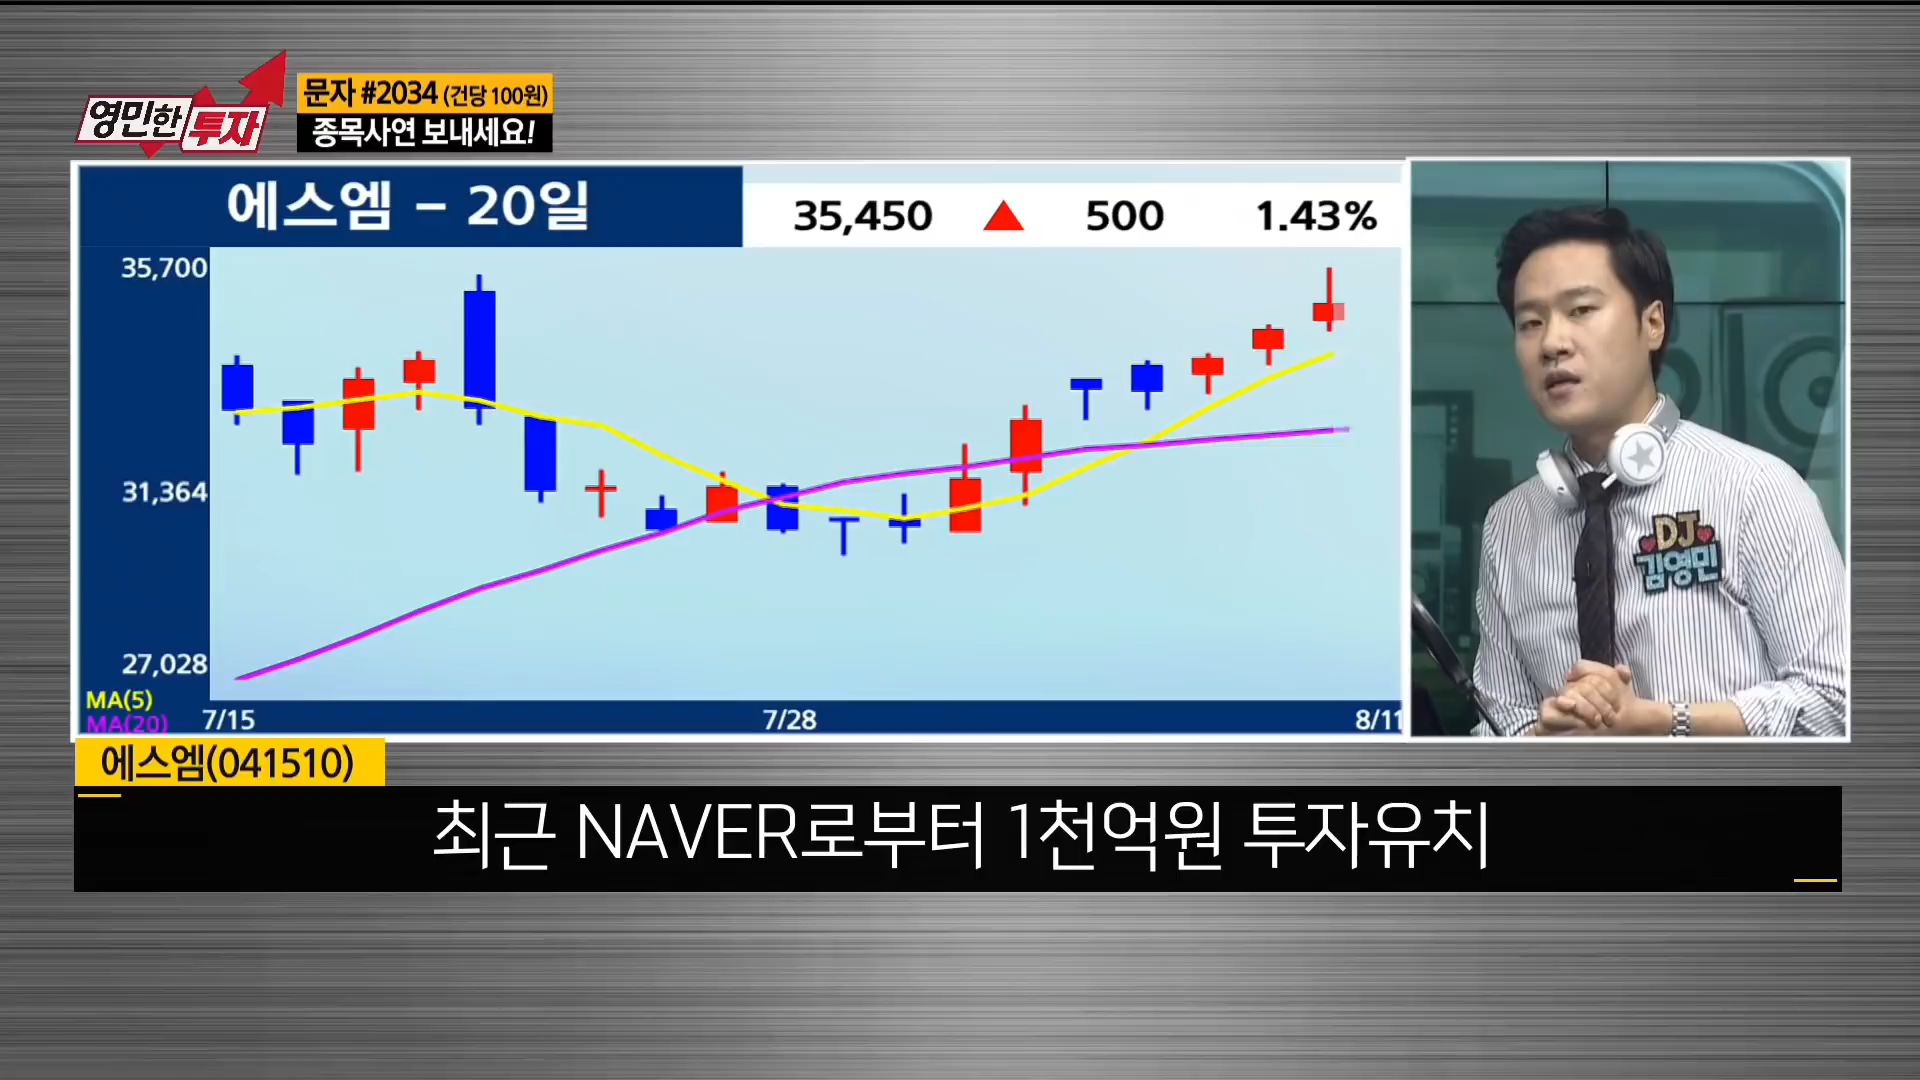 영민한 투자
문자 #2034 (건당 100원)
종목사연 보내세요!
에스엠 - 20일
35,450 ▲ 500 1.43%
35,700
31,364
27,028
MA(5)
MA(20)
7/15 7/28 8/11
DJ
김영민
에스엠(041510)
최근 NAVER로부터 1천억원 투자유치